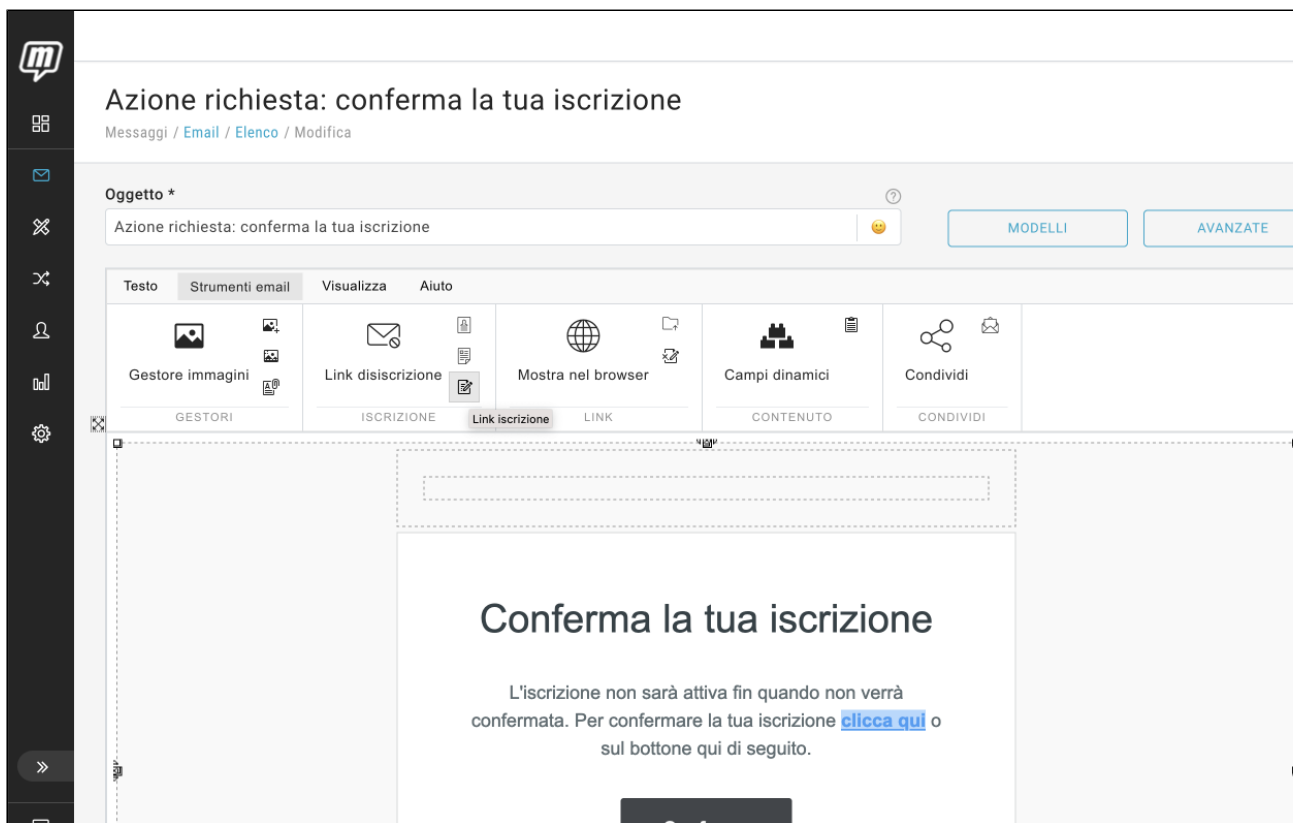 Azione richiesta: conferma la tua iscrizione
Messaggi / Email / Elenco / Modifica
Oggetto *
Azione richiesta: conferma la tua iscrizione
MODELLI
AVANZATE
Testo Strumenti email Visualizza Aiuto
Gestore immagini
Link disiscrizione
Mostra nel browser
Campi dinamici
Condividi
GESTORI
ISCRIZIONE
Link iscrizione
LINK
CONTENUTO
CONDIVIDI
Conferma la tua iscrizione
L'iscrizione non sarà attiva fin quando non verrà
confermata. Per confermare la tua iscrizione clicca qui o
sul bottone qui di seguito.